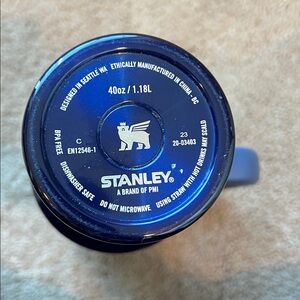 DESIGNED IN SEATTLE WA    ETHICALLY MANUFACTURED IN CHINA - BC
40oz / 1.18L
C
EN12546-1
23
20-03403
STANLEY®
A BRAND OF PMI
BPA FREE    DISHWASHER SAFE    DO NOT MICROWAVE    USING STRAW WITH HOT DRINKS MAY SCALD